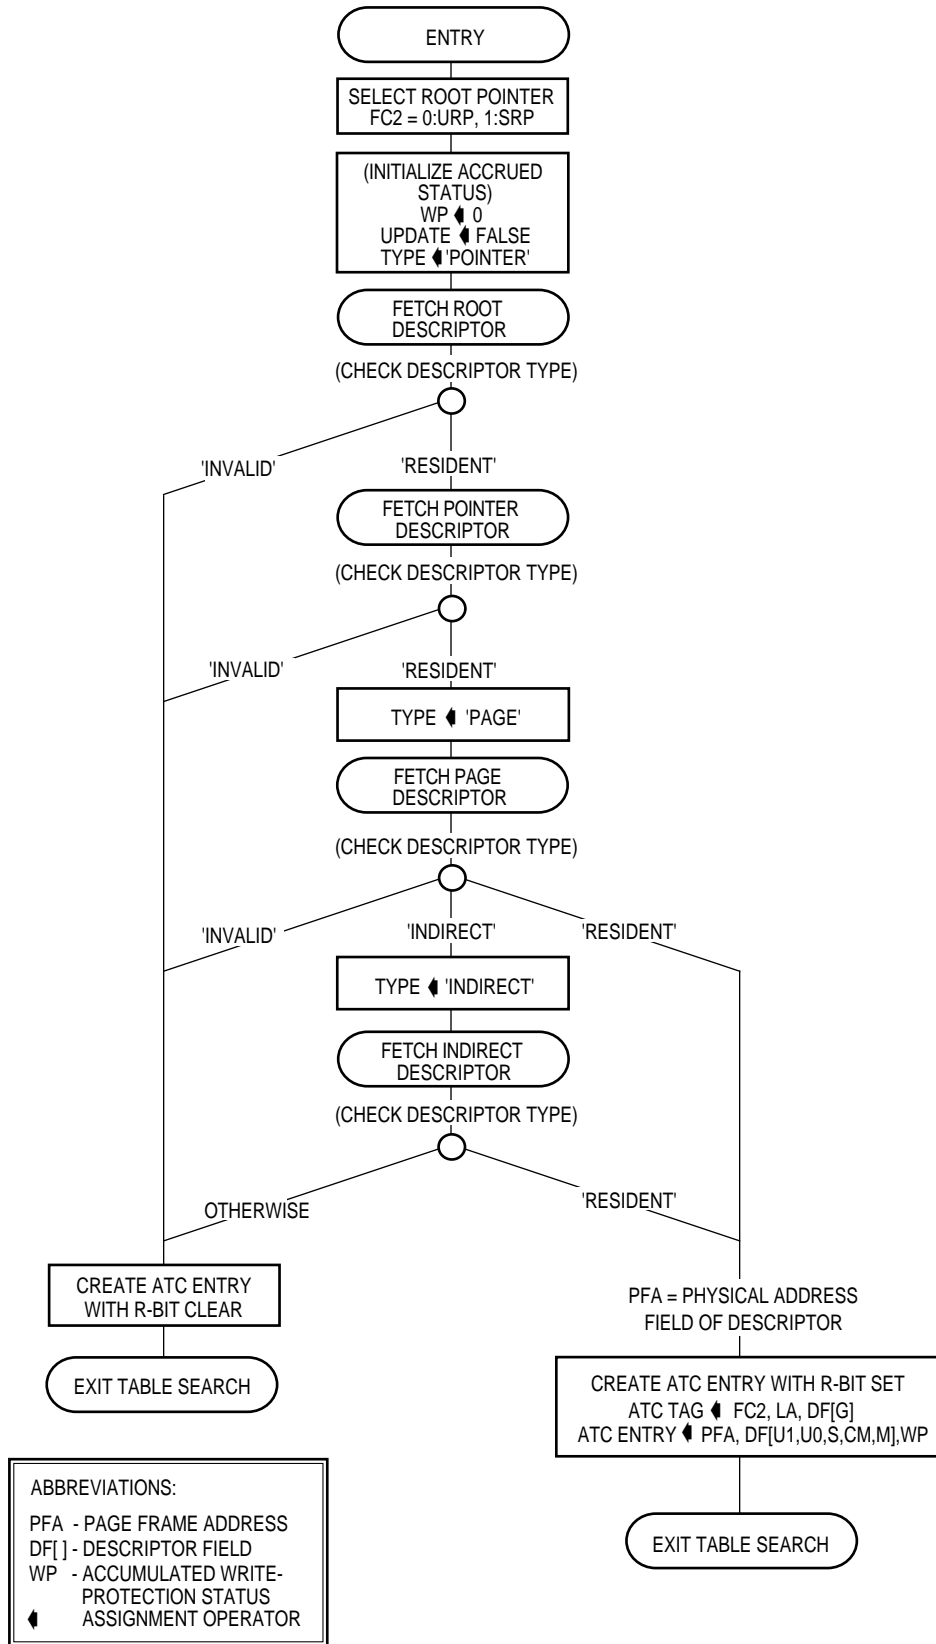 ENTRY
SELECT ROOT POINTER
FC2 = 0:URP, 1:SRP
(INITIALIZE ACCRUED
STATUS)
WP ◖ 0
UPDATE ◖ FALSE
TYPE ◖ 'POINTER'
FETCH ROOT
DESCRIPTOR
(CHECK DESCRIPTOR TYPE)
'INVALID'
'RESIDENT'
FETCH POINTER
DESCRIPTOR
(CHECK DESCRIPTOR TYPE)
'INVALID'
'RESIDENT'
TYPE ◖ 'PAGE'
FETCH PAGE
DESCRIPTOR
(CHECK DESCRIPTOR TYPE)
'INVALID'
'INDIRECT'
'RESIDENT'
TYPE ◖ 'INDIRECT'
FETCH INDIRECT
DESCRIPTOR
(CHECK DESCRIPTOR TYPE)
OTHERWISE
'RESIDENT'
CREATE ATC ENTRY
WITH R-BIT CLEAR
EXIT TABLE SEARCH
PFA = PHYSICAL ADDRESS
FIELD OF DESCRIPTOR
CREATE ATC ENTRY WITH R-BIT SET
ATC TAG ◖ FC2, LA, DF[G]
ATC ENTRY ◖ PFA, DF[U1,U0,S,CM,M],WP
EXIT TABLE SEARCH
ABBREVIATIONS:
PFA - PAGE FRAME ADDRESS
DF[ ] - DESCRIPTOR FIELD
WP - ACCUMULATED WRITE-
PROTECTION STATUS
◖ ASSIGNMENT OPERATOR